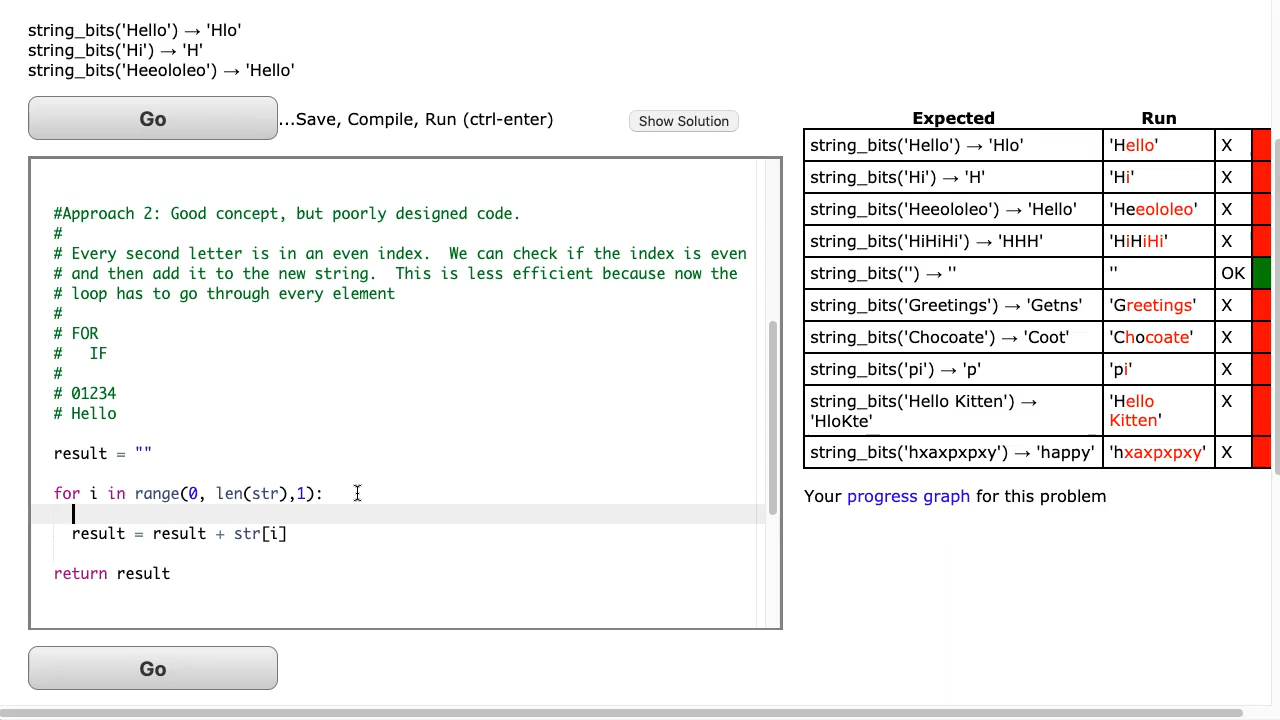 string_bits('Hello') → 'Hlo'
string_bits('Hi') → 'H'
string_bits('Heeololeo') → 'Hello'
Go
...Save, Compile, Run (ctrl-enter)
Show Solution
#Approach 2: Good concept, but poorly designed code.
#
# Every second letter is in an even index.  We can check if the index is even
# and then add it to the new string.  This is less efficient because now the
# loop has to go through every element
#
# FOR
#   IF
#
# 01234
# Hello
result = ""
for i in range(0, len(str),1):
result = result + str[i]
return result
Go
Expected Run
string_bits('Hello') → 'Hlo' 'Hello' X
string_bits('Hi') → 'H' 'Hi' X
string_bits('Heeololeo') → 'Hello' 'Heeololeo' X
string_bits('HiHiHi') → 'HHH' 'HiHiHi' X
string_bits('') → '' '' OK
string_bits('Greetings') → 'Getns' 'Greetings' X
string_bits('Chocoate') → 'Coot' 'Chocoate' X
string_bits('pi') → 'p' 'pi' X
string_bits('Hello Kitten') → 'Hello X
'HloKte' Kitten'
string_bits('hxaxpxpxy') → 'happy' 'hxaxpxpxy' X
Your progress graph for this problem